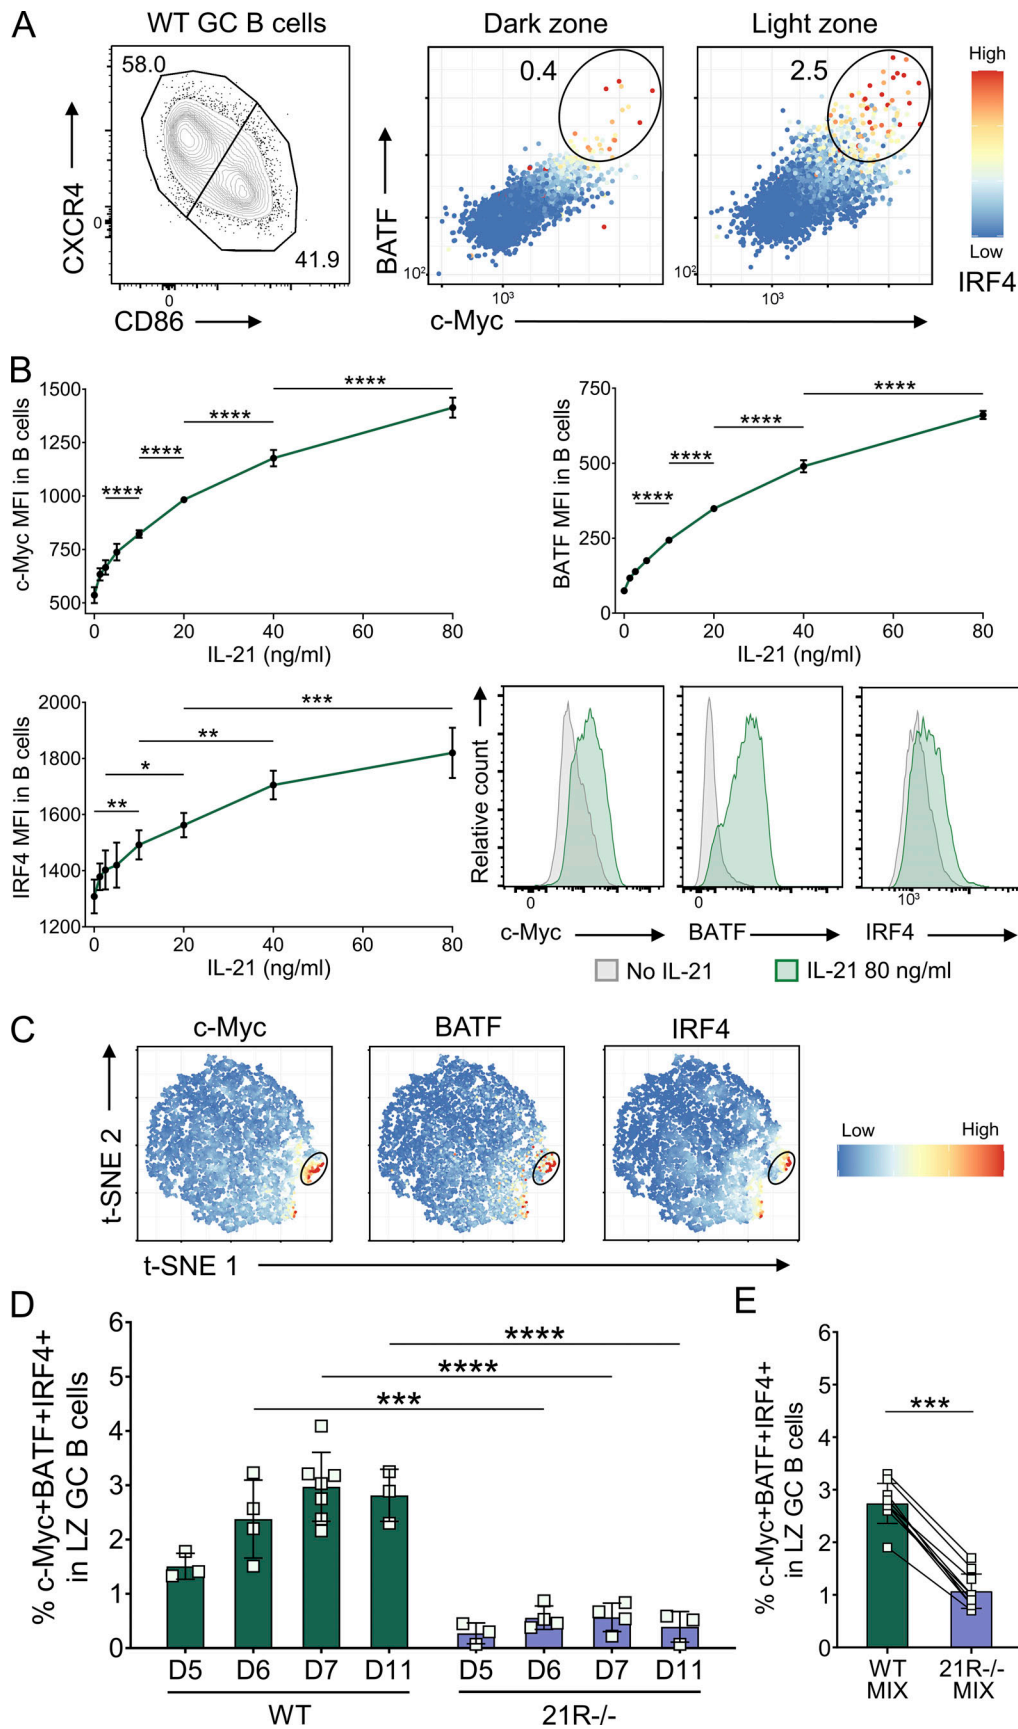 A
WT GC B cells
Dark zone
Light zone
58.0
41.9
CXCR4
0
0
CD86
0.4
2.5
BATF
10²
10²
10³
10³
c-Myc
High
Low
IRF4
B
****
****
****
****
1500
1250
1000
750
500
c-Myc MFI in B cells
0 20 40 60 80
IL-21 (ng/ml)
****
****
****
****
750
500
250
0
BATF MFI in B cells
0 20 40 60 80
IL-21 (ng/ml)
***
**
*
**
2000
1800
1600
1400
1200
IRF4 MFI in B cells
0 20 40 60 80
IL-21 (ng/ml)
Relative count
0
0
10³
c-Myc
BATF
IRF4
No IL-21
IL-21 80 ng/ml
C
c-Myc
BATF
IRF4
t-SNE 2
t-SNE 1
Low
High
D
% c-Myc+BATF+IRF4+
in LZ GC B cells
6
5
4
3
2
1
0
****
****
***
D5 D6 D7 D11 D5 D6 D7 D11
WT
21R-/-
E
% c-Myc+BATF+IRF4+
in LZ GC B cells
6
5
4
3
2
1
0
***
WT
MIX
21R-/-
MIX